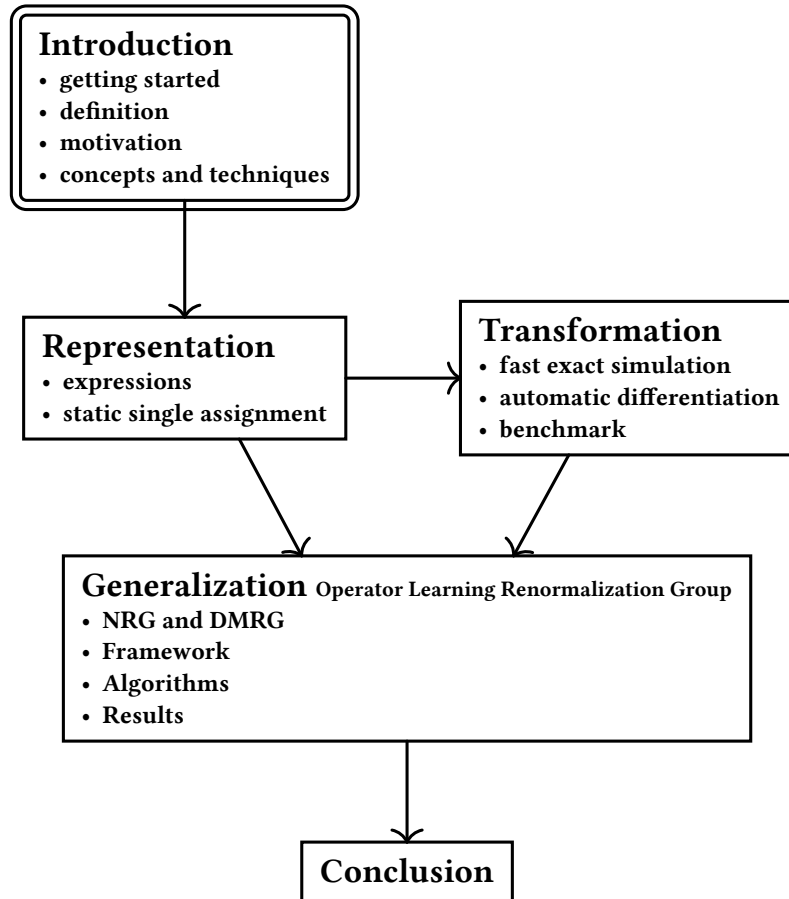 Introduction
• getting started
• definition
• motivation
• concepts and techniques
Representation
• expressions
• static single assignment
Transformation
• fast exact simulation
• automatic differentiation
• benchmark
Generalization Operator Learning Renormalization Group
• NRG and DMRG
• Framework
• Algorithms
• Results
Conclusion